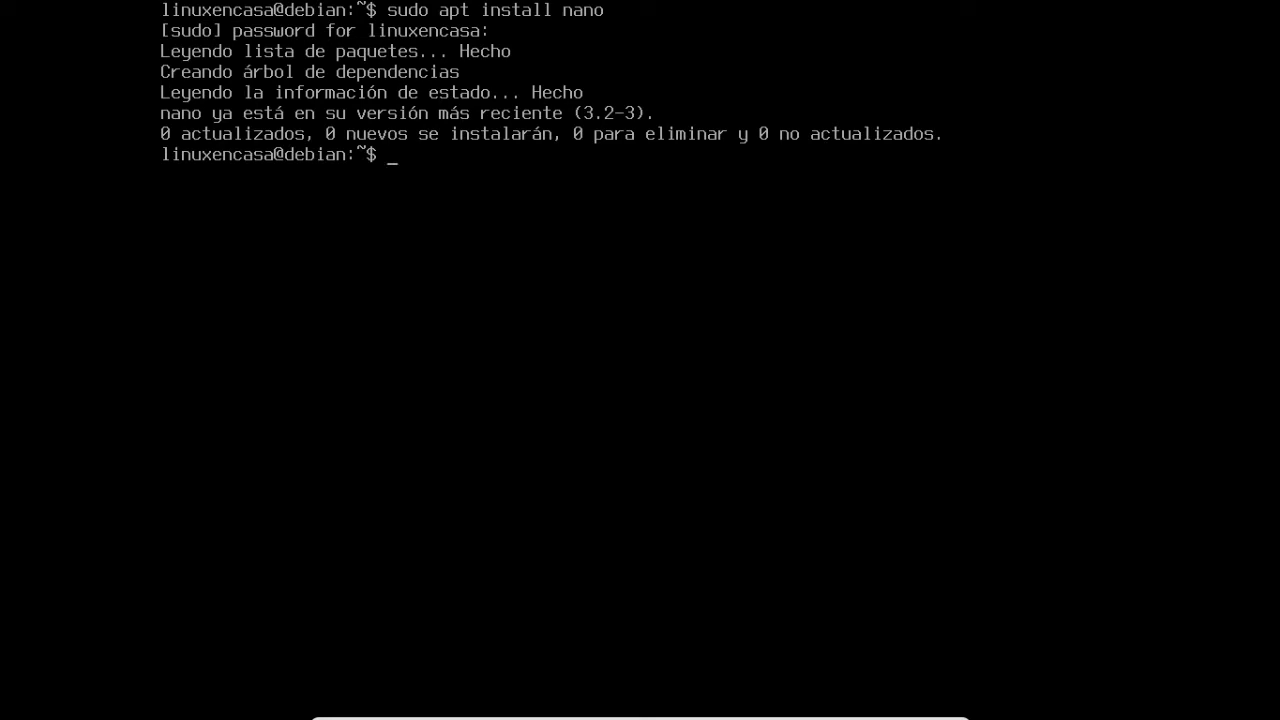 linuxencasa@debian:~$ sudo apt install nano
[sudo] password for linuxencasa:
Leyendo lista de paquetes... Hecho
Creando árbol de dependencias
Leyendo la información de estado... Hecho
nano ya está en su versión más reciente (3.2-3).
0 actualizados, 0 nuevos se instalarán, 0 para eliminar y 0 no actualizados.
linuxencasa@debian:~$ _